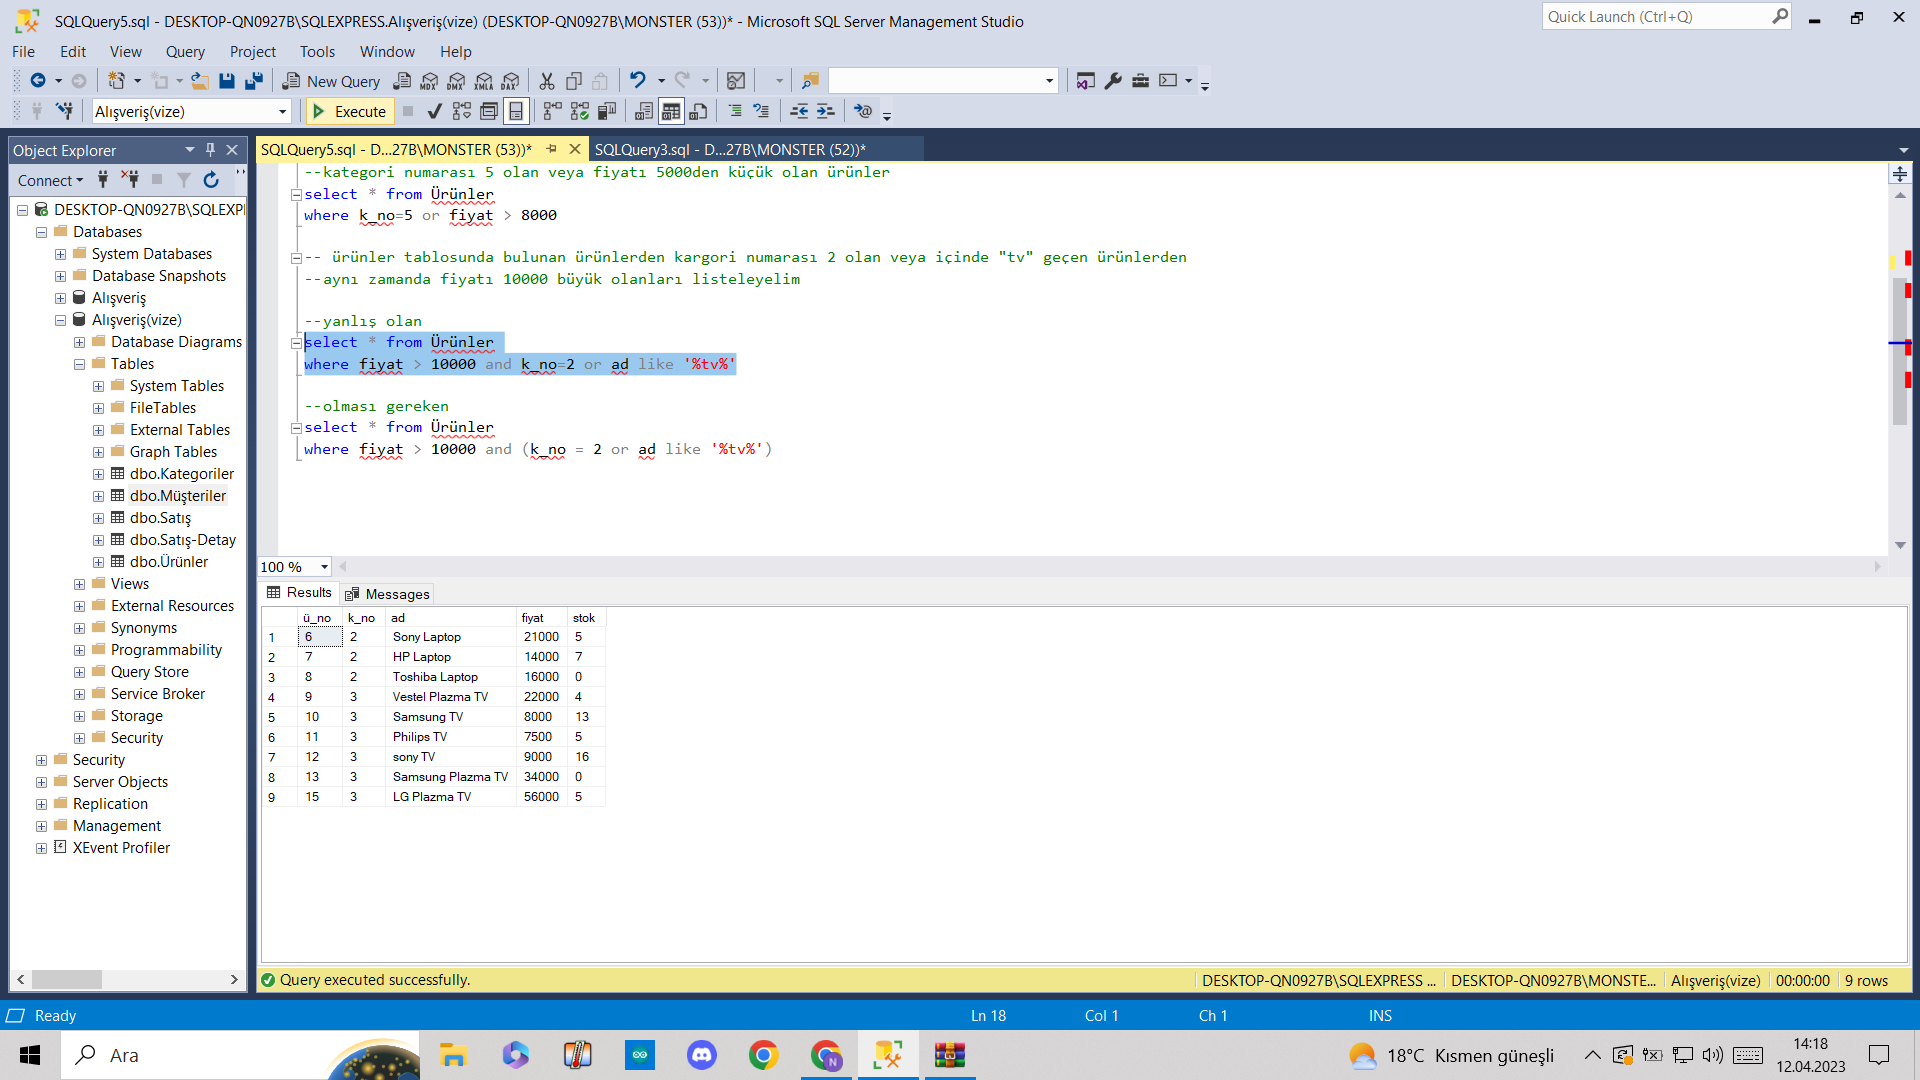 SQLQuery5.sql - DESKTOP-QN0927B\SQLEXPRESS.Alışveriş(vize) (DESKTOP-QN0927B\MONSTER (53))* - Microsoft SQL Server Management Studio
Quick Launch (Ctrl+Q)
File Edit View Query Project Tools Window Help
New Query MDX DMX XMLA DAX
Alışveriş(vize) Execute
Object Explorer
Connect
DESKTOP-QN0927B\SQLEXPI
Databases
System Databases
Database Snapshots
Alışveriş
Alışveriş(vize)
Database Diagrams
Tables
System Tables
FileTables
External Tables
Graph Tables
dbo.Kategoriler
dbo.Müşteriler
dbo.Satış
dbo.Satış-Detay
dbo.Ürünler
Views
External Resources
Synonyms
Programmability
Query Store
Service Broker
Storage
Security
Security
Server Objects
Replication
Management
XEvent Profiler
SQLQuery5.sql - D...27B\MONSTER (53))* SQLQuery3.sql - D...27B\MONSTER (52))*
--kategori numarası 5 olan veya fiyatı 5000den küçük olan ürünler
select * from Ürünler
where k_no=5 or fiyat > 8000
-- ürünler tablosunda bulunan ürünlerden kargori numarası 2 olan veya içinde "tv" geçen ürünlerden
--aynı zamanda fiyatı 10000 büyük olanları listeleyelim
--yanlış olan
select * from Ürünler
where fiyat > 10000 and k_no=2 or ad like '%tv%'
--olması gereken
select * from Ürünler
where fiyat > 10000 and (k_no = 2 or ad like '%tv%')
100 %
Results Messages
ü_no k_no ad fiyat stok
1 6 2 Sony Laptop 21000 5
2 7 2 HP Laptop 14000 7
3 8 2 Toshiba Laptop 16000 0
4 9 3 Vestel Plazma TV 22000 4
5 10 3 Samsung TV 8000 13
6 11 3 Philips TV 7500 5
7 12 3 sony TV 9000 16
8 13 3 Samsung Plazma TV 34000 0
9 15 3 LG Plazma TV 56000 5
Query executed successfully. DESKTOP-QN0927B\SQLEXPRESS ... DESKTOP-QN0927B\MONSTE... Alışveriş(vize) 00:00:00 9 rows
Ready Ln 18 Col 1 Ch 1 INS
Ara
N
18°C Kısmen güneşli
14:18
12.04.2023